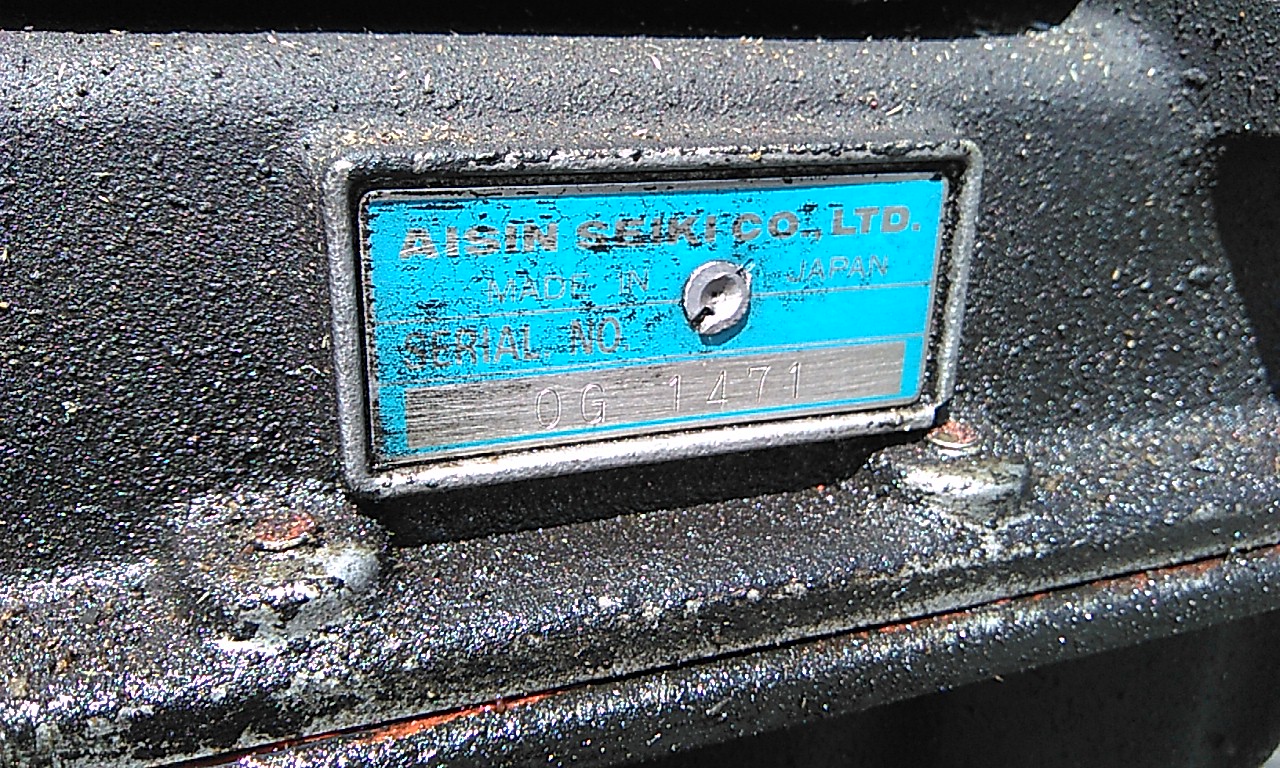 AISIN SEIKI CO., LTD.
MADE IN JAPAN
SERIAL NO.
0G 1471